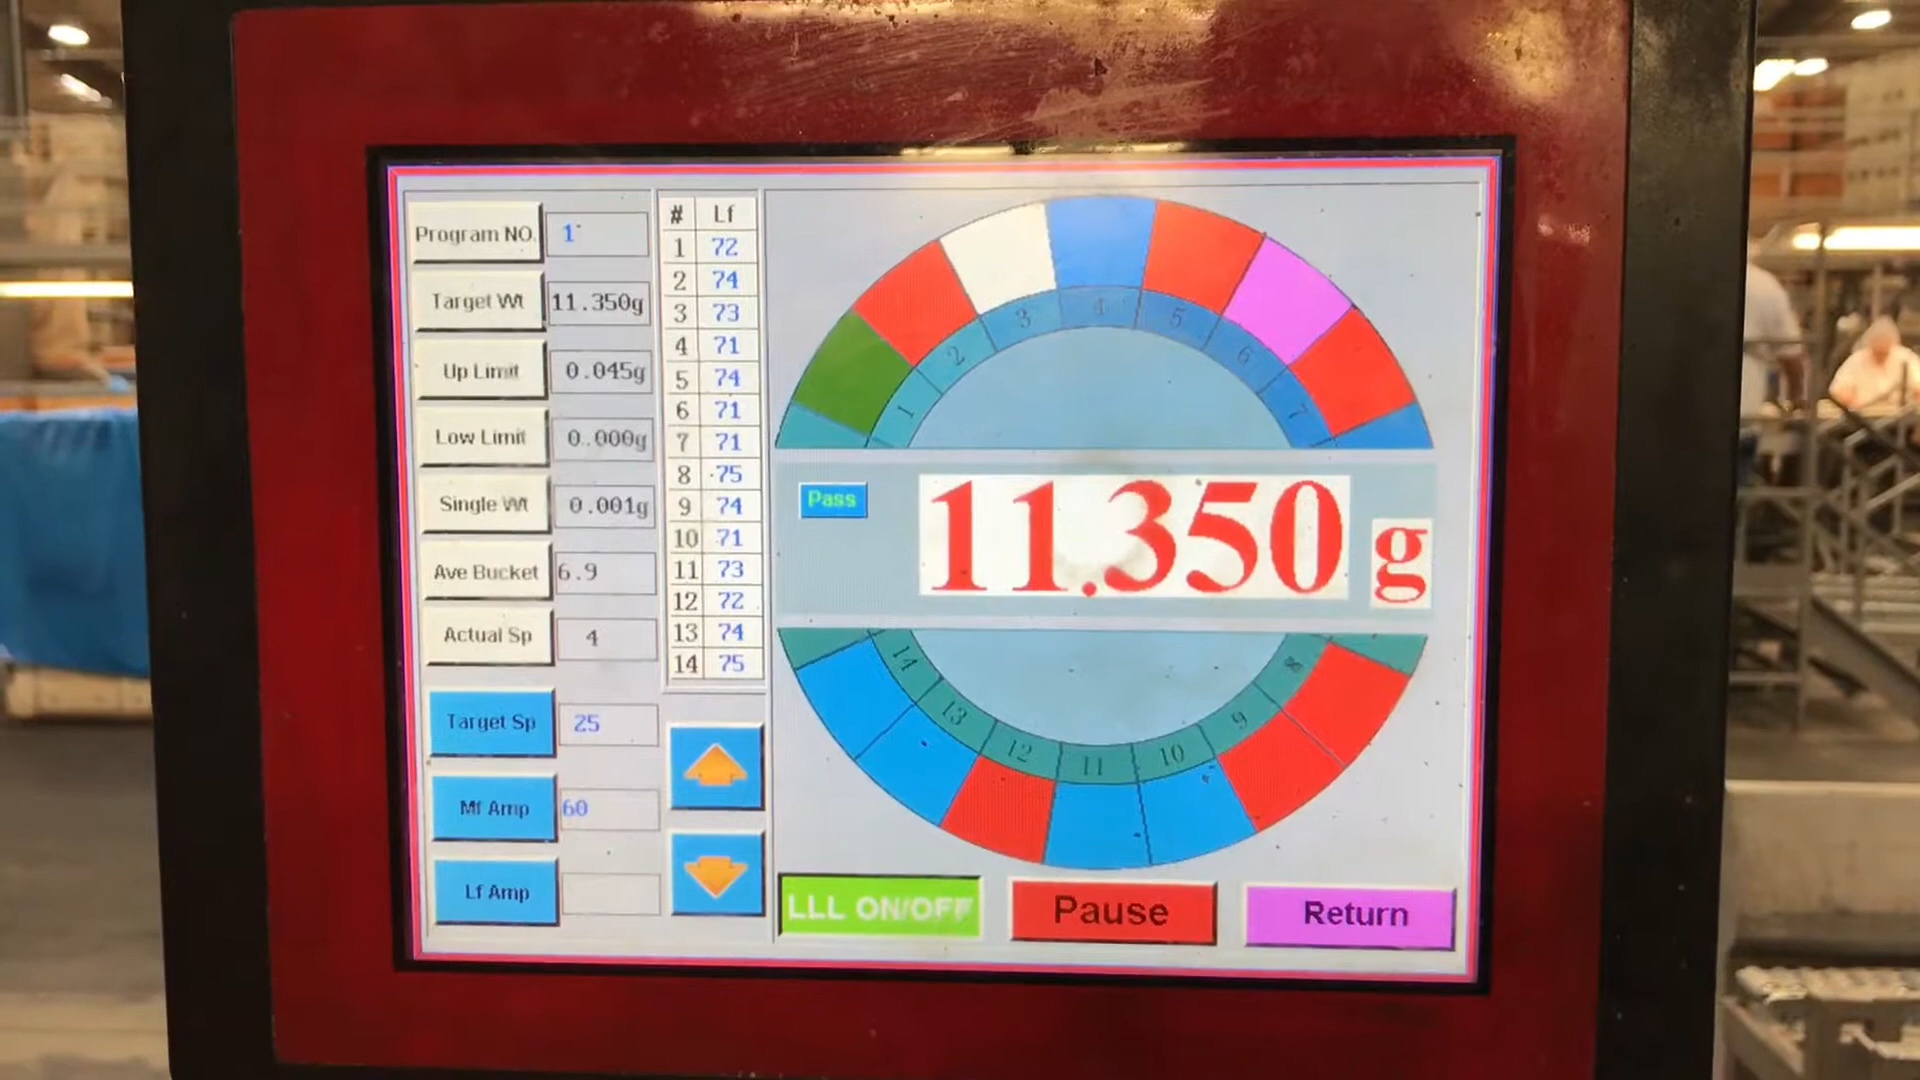 Program NO. 1
Target Wt 11.350g
Up Limit 0.045g
Low Limit 0.000g
Single Wt 0.001g
Ave Bucket 6.9
Actual Sp 4
Target Sp 25
Mf Amp 60
Lf Amp
# Lf
1 72
2 74
3 73
4 71
5 74
6 71
7 71
8 75
9 74
10 71
11 73
12 72
13 74
14 75
1 2 3 4 5 6 7
Pass
11.350 g
14 13 12 11 10 9 8
LLL ON/OFF
Pause
Return